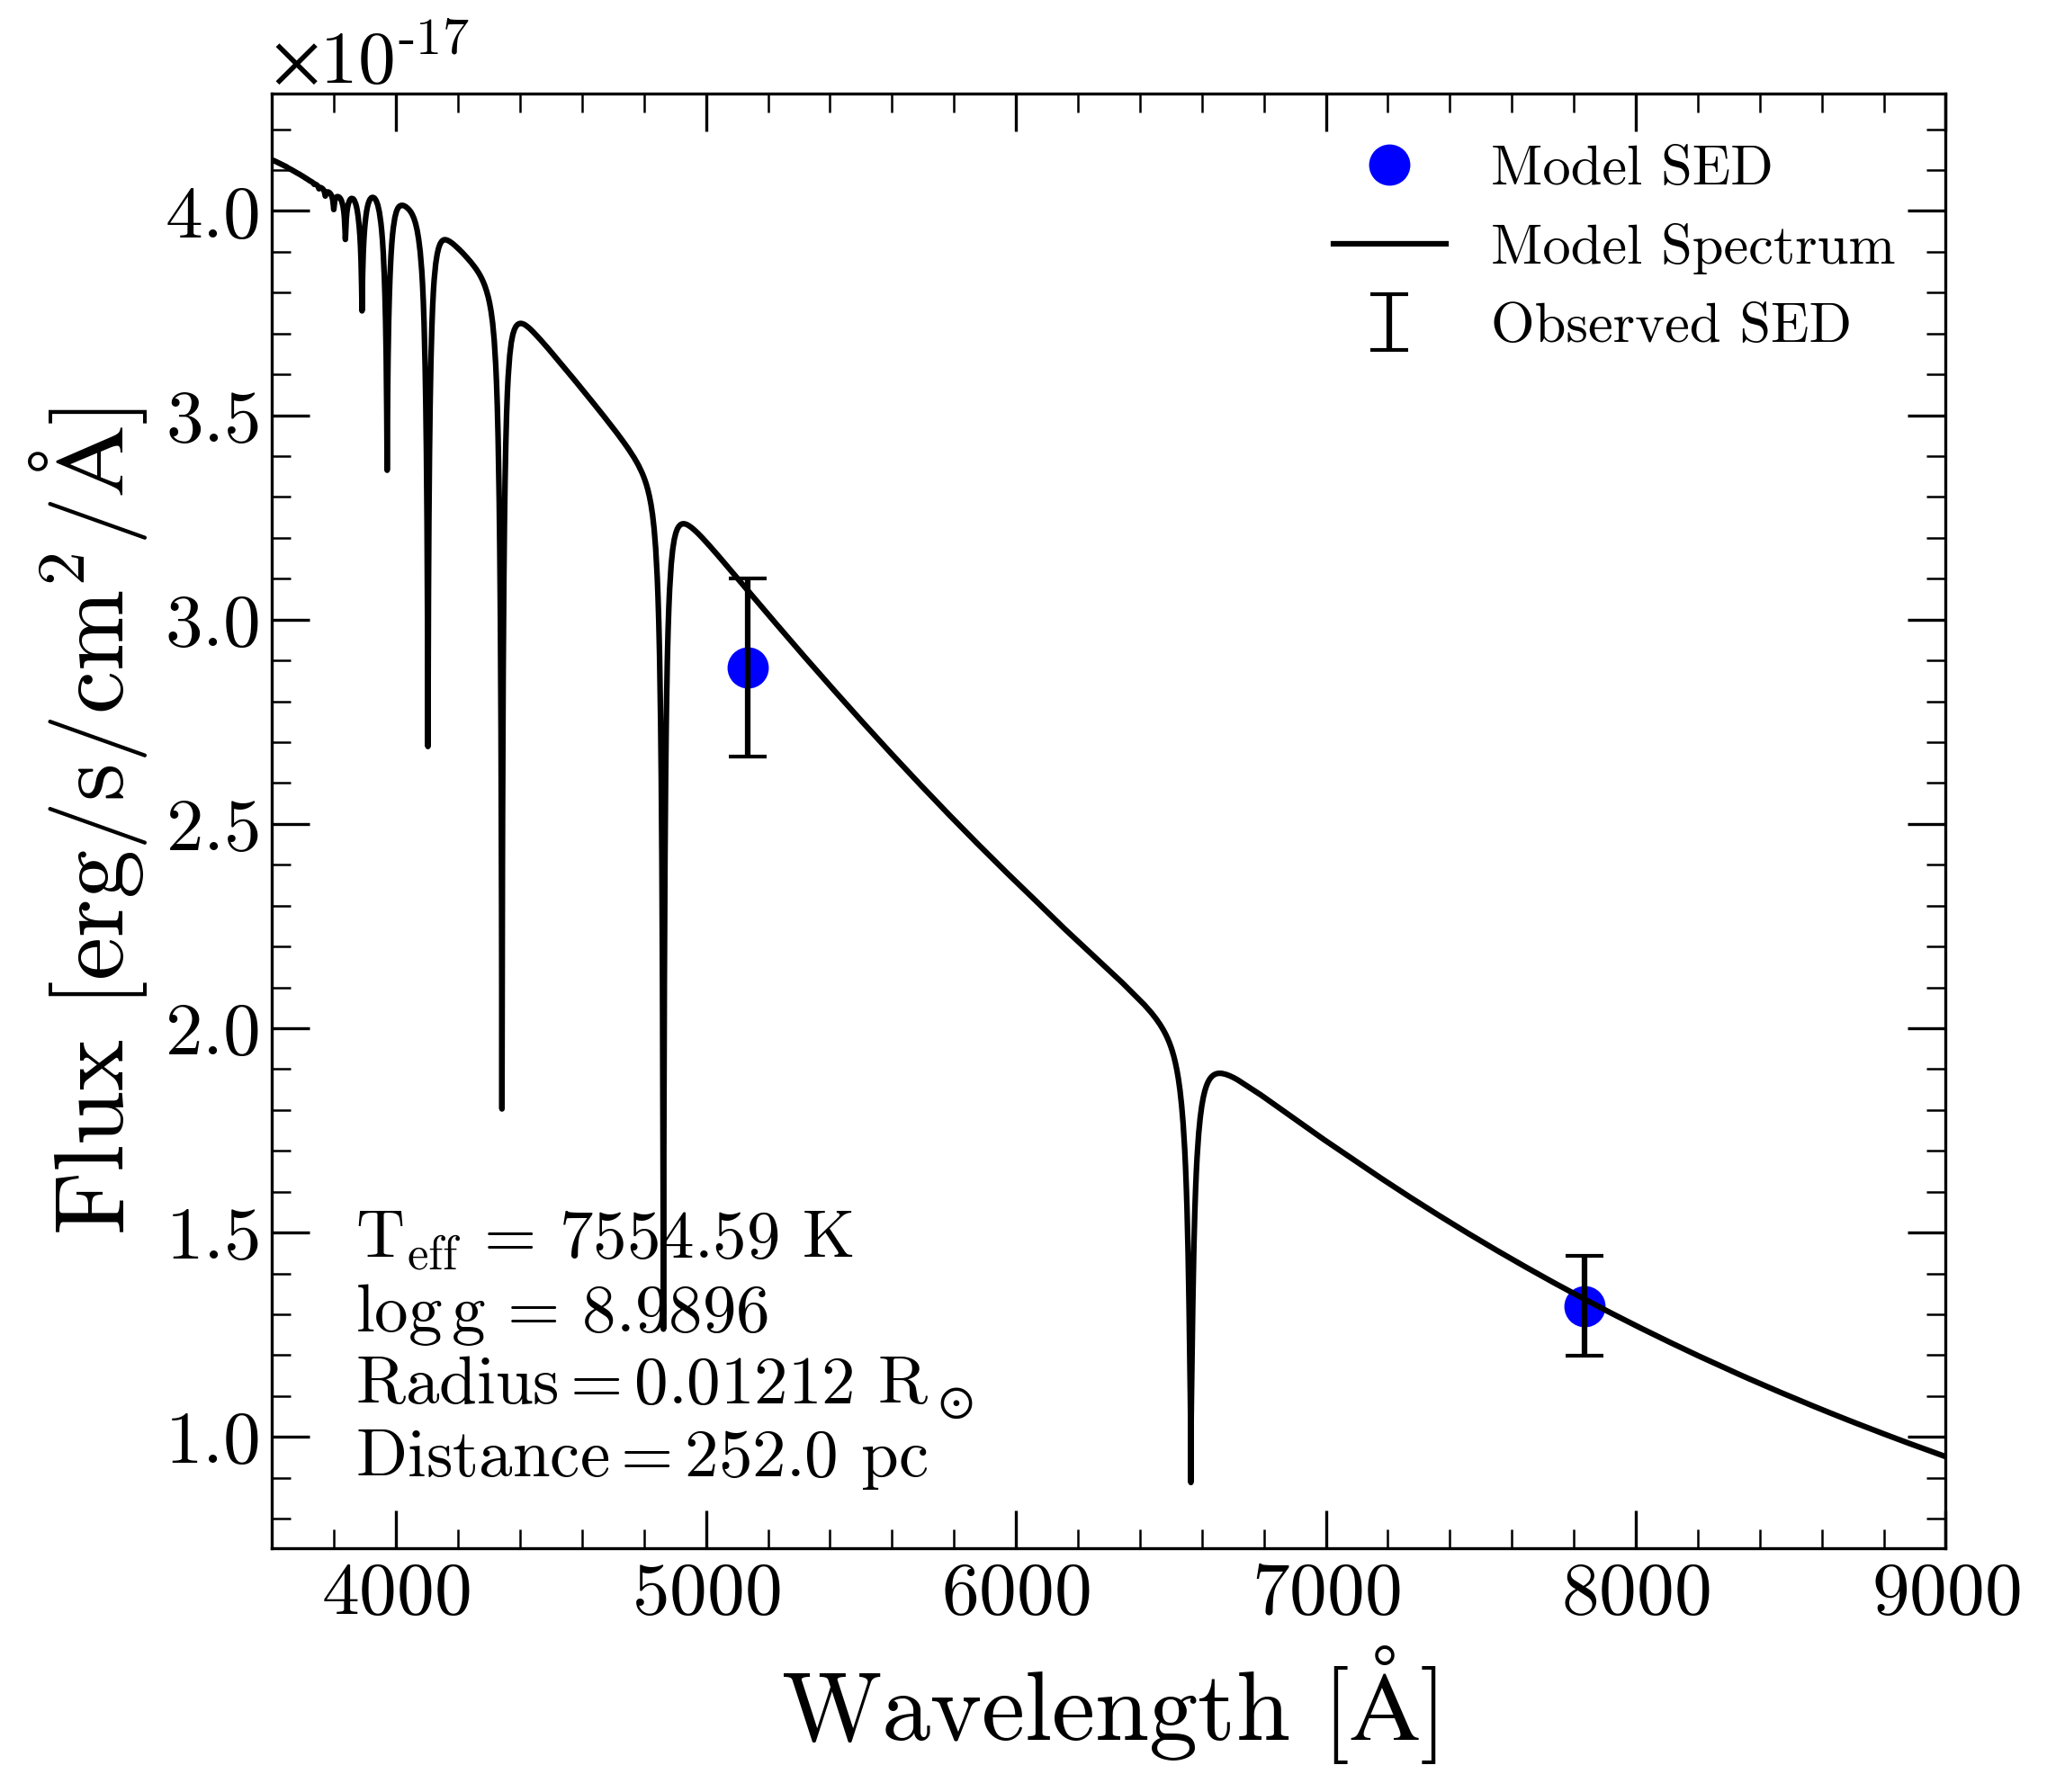 ×10⁻¹⁷
Model SED
Model Spectrum
Observed SED
4.0
3.5
3.0
2.5
2.0
1.5
1.0
Flux [erg/s/cm²/Å]
T_eff = 7554.59 K
log g = 8.9896
Radius = 0.01212 R_⊙
Distance = 252.0 pc
4000 5000 6000 7000 8000 9000
Wavelength [Å]